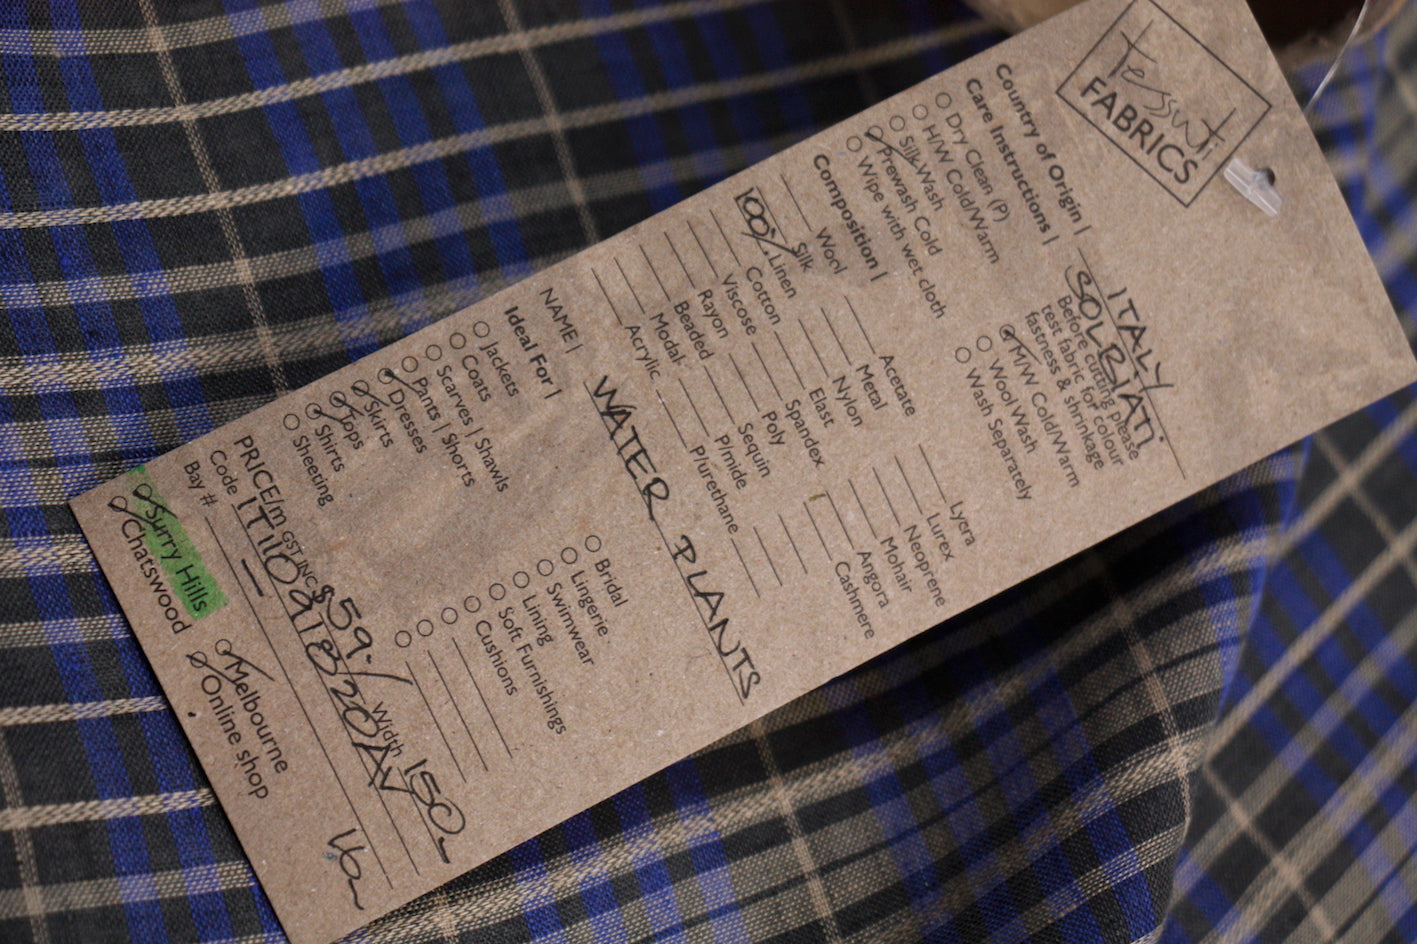 Tessuti
FABRICS
Country of Origin | ITALY
SOLBIATI.
Care Instructions |
Before cutting please
test fabric for colour
fastness & shrinkage
Dry Clean (P)
H/W Cold/Warm
Silk Wash
Prewash Cold
Wipe with wet cloth
M/W Cold/Warm
Wool Wash
Wash Separately
Composition |
Wool
Silk
100% Linen
Cotton
Viscose
Rayon
Beaded
Modal
Acrylic
Acetate
Metal
Nylon
Elast
Spandex
Poly
Sequin
P/mide
P/urethane
Lycra
Lurex
Neoprene
Mohair
Angora
Cashmere
NAME | WATER PLANTS
Ideal For |
Jackets
Coats
Scarves | Shawls
Pants | Shorts
Dresses
Skirts
Tops
Shirts
Sheeting
Bridal
Lingerie
Swimwear
Lining
Soft Furnishings
Cushions
PRICE/m GST INC $59./ Width 150
Code
Bay # —
Surry Hills
Chatswood
Melbourne
Online shop